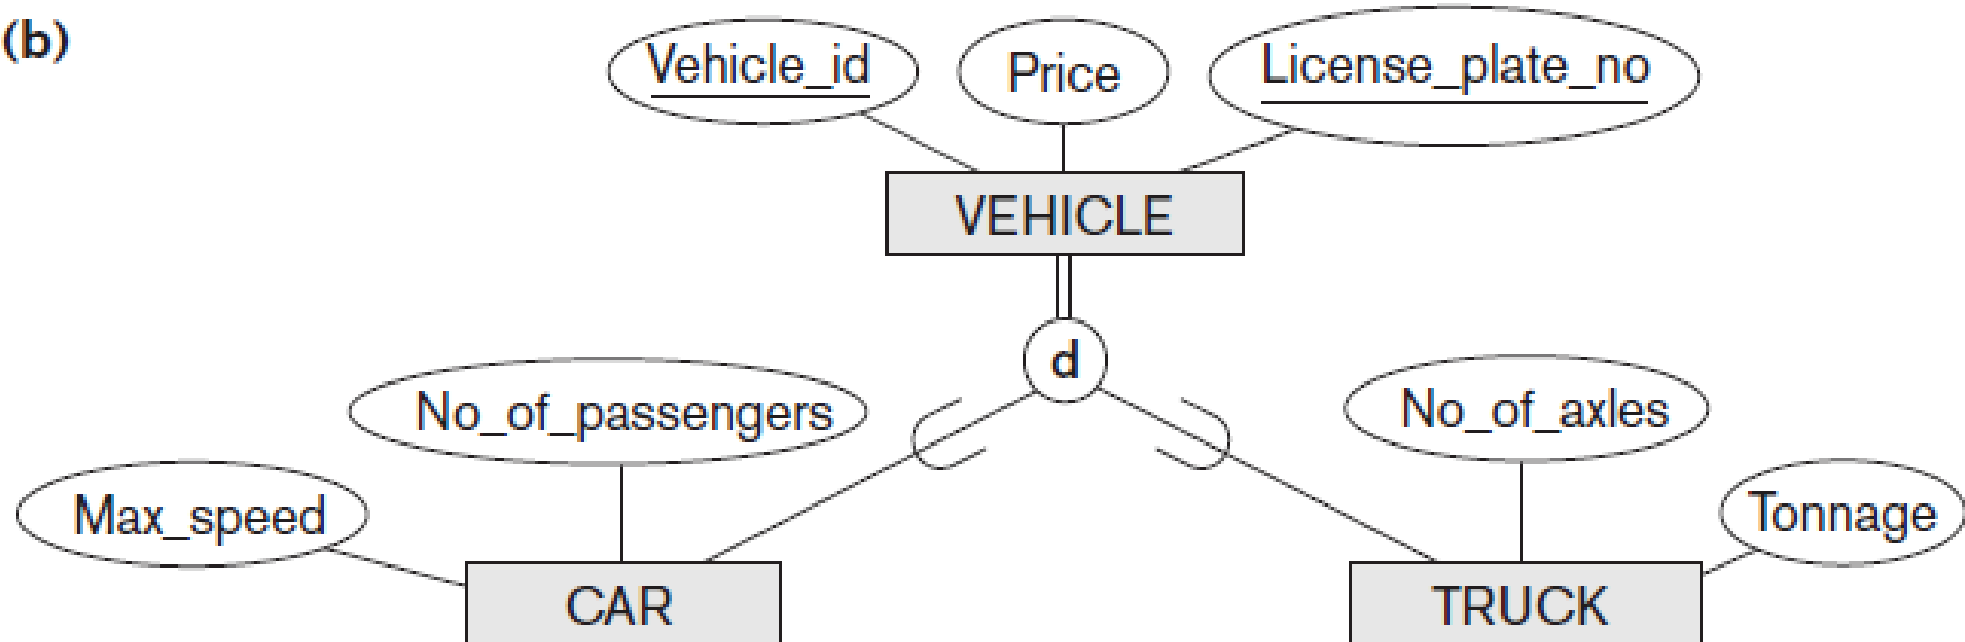 (b)
Vehicle_id
Price
License_plate_no
VEHICLE
d
No_of_passengers
No_of_axles
Max_speed
Tonnage
CAR
TRUCK